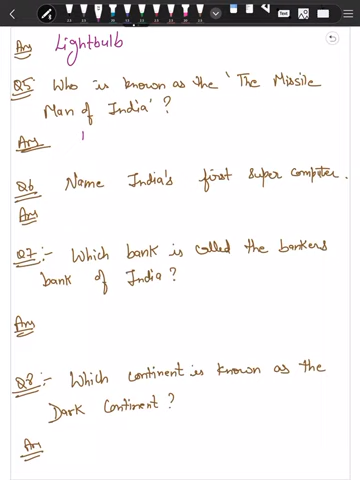 Ans Lightbulb
Q5 Who is known as the 'The Missile
Man of India'?
Ans
Q6 Name India's first super computer.
Ans
Q7:- Which bank is called the bankers
bank of India?
Ans
Q8:- Which continent is known as the
Dark Continent?
Ans